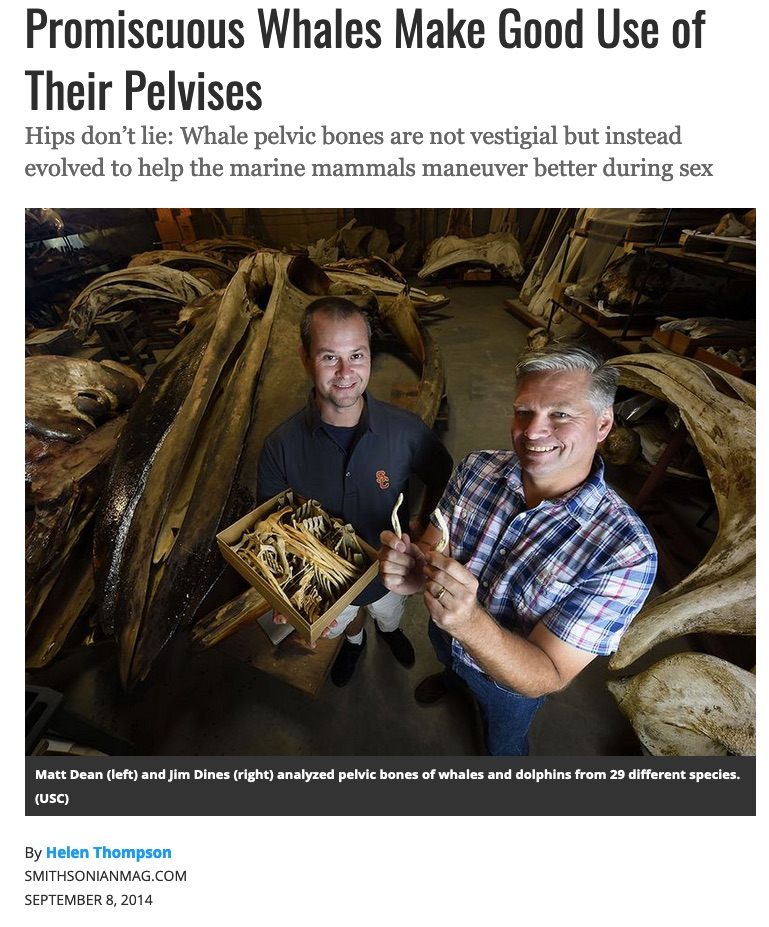 Promiscuous Whales Make Good Use of
Their Pelvises
Hips don’t lie: Whale pelvic bones are not vestigial but instead
evolved to help the marine mammals maneuver better during sex
SC
Matt Dean (left) and Jim Dines (right) analyzed pelvic bones of whales and dolphins from 29 different species.
(USC)
By Helen Thompson
SMITHSONIANMAG.COM
SEPTEMBER 8, 2014